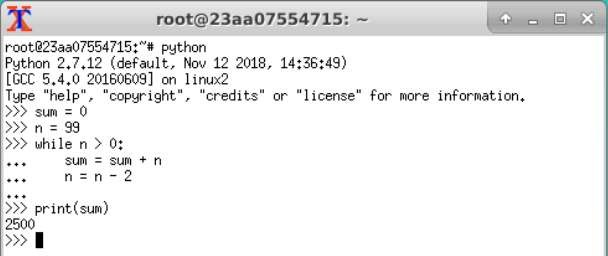 root@23aa07554715: ~
root@23aa07554715:~# python
Python 2.7.12 (default, Nov 12 2018, 14:36:49)
[GCC 5.4.0 20160609] on linux2
Type "help", "copyright", "credits" or "license" for more information.
>>> sum = 0
>>> n = 99
>>> while n > 0:
...     sum = sum + n
...     n = n - 2
...
>>> print(sum)
2500
>>>